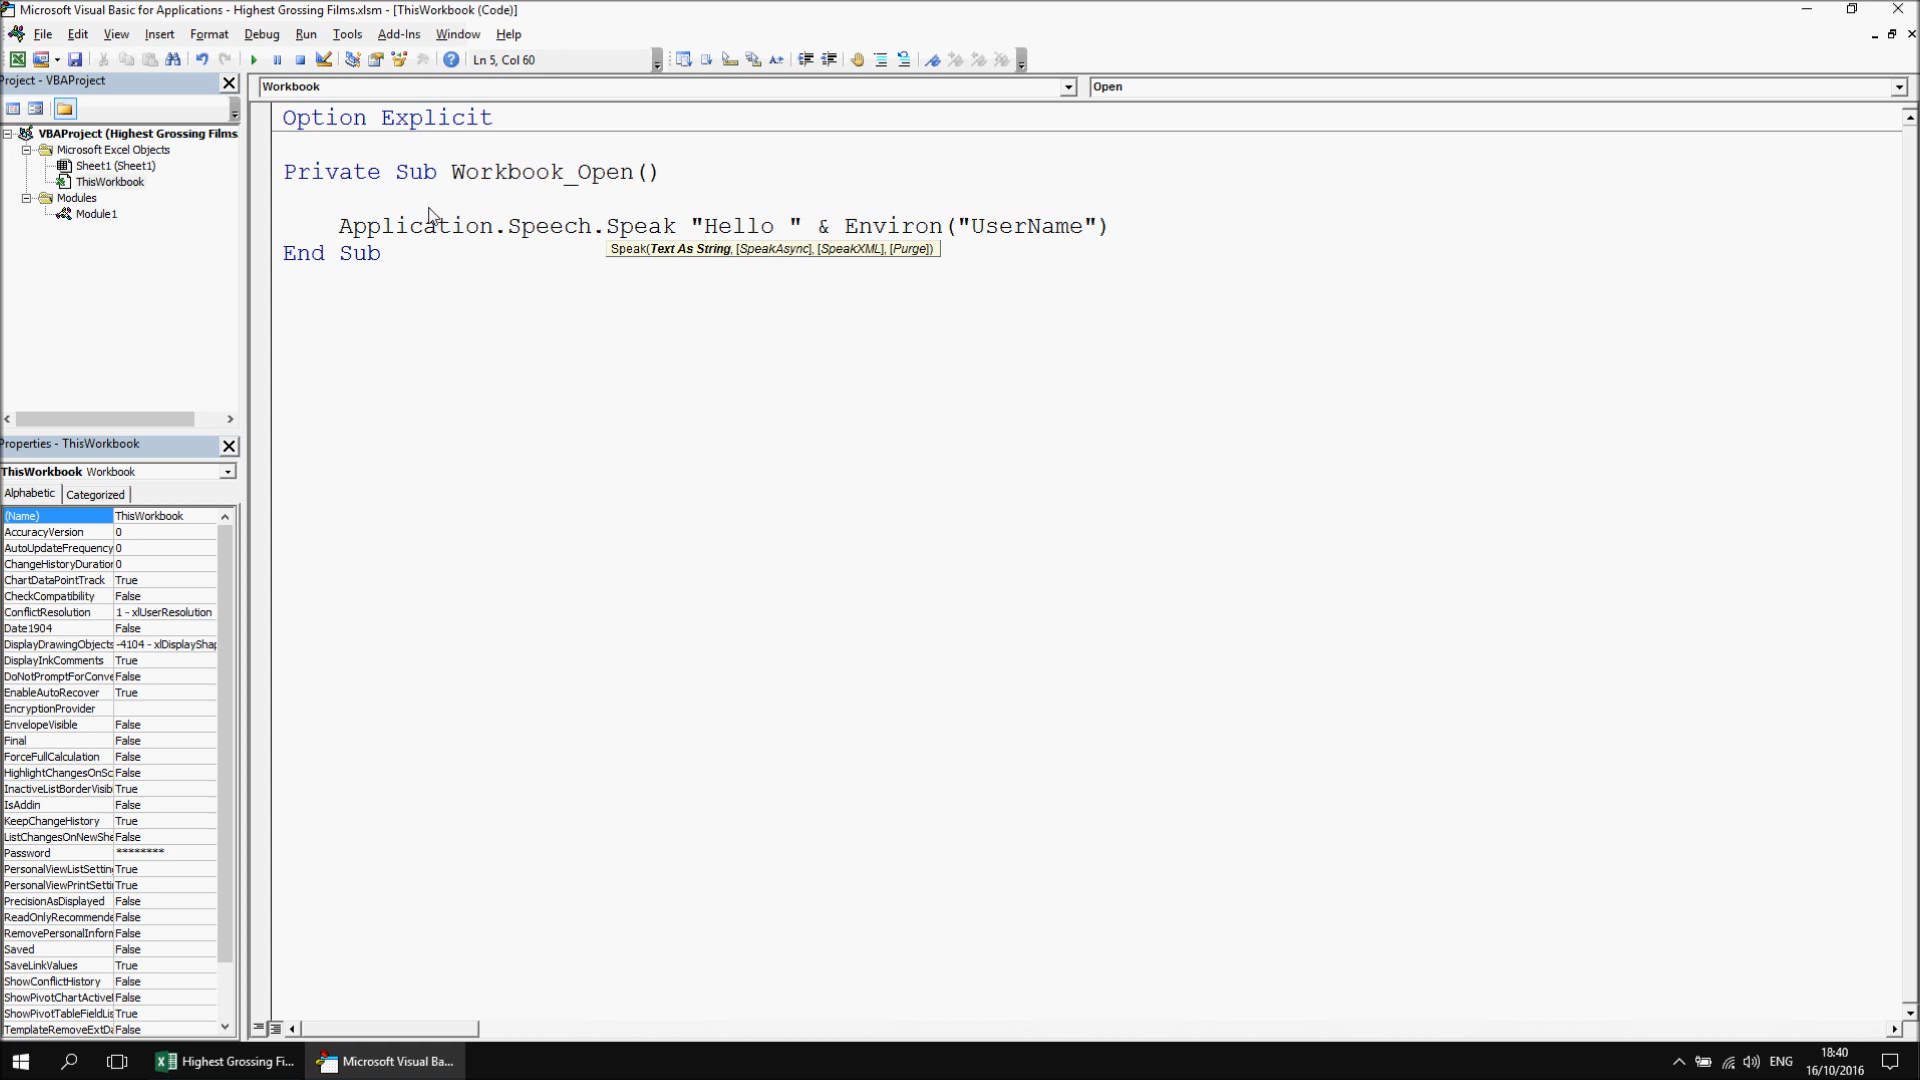 Microsoft Visual Basic for Applications - Highest Grossing Films.xlsm - [ThisWorkbook (Code)]
File Edit View Insert Format Debug Run Tools Add-Ins Window Help
Ln 5, Col 60
Project - VBAProject
VBAProject (Highest Grossing Films
Microsoft Excel Objects
Sheet1 (Sheet1)
ThisWorkbook
Modules
Module1
Properties - ThisWorkbook
ThisWorkbook Workbook
Alphabetic Categorized
(Name) ThisWorkbook
AccuracyVersion 0
AutoUpdateFrequency 0
ChangeHistoryDuration 0
ChartDataPointTrack True
CheckCompatibility False
ConflictResolution 1 - xlUserResolution
Date1904 False
DisplayDrawingObjects -4104 - xlDisplayShap
DisplayInkComments True
DoNotPromptForConve False
EnableAutoRecover True
EncryptionProvider
EnvelopeVisible False
Final False
ForceFullCalculation False
HighlightChangesOnSc False
InactiveListBorderVisib True
IsAddin False
KeepChangeHistory True
ListChangesOnNewShe False
Password ********
PersonalViewListSettin True
PersonalViewPrintSetti True
PrecisionAsDisplayed False
ReadOnlyRecommende False
RemovePersonalInform False
Saved False
SaveLinkValues True
ShowConflictHistory False
ShowPivotChartActive False
ShowPivotTableFieldLis True
TemplateRemoveExtDa False
Workbook
Open
Option Explicit
Private Sub Workbook_Open()
Application.Speech.Speak "Hello " & Environ("UserName")
Speak(Text As String, [SpeakAsync], [SpeakXML], [Purge])
End Sub
Highest Grossing Fi...
Microsoft Visual Ba...
ENG
18:40
16/10/2016